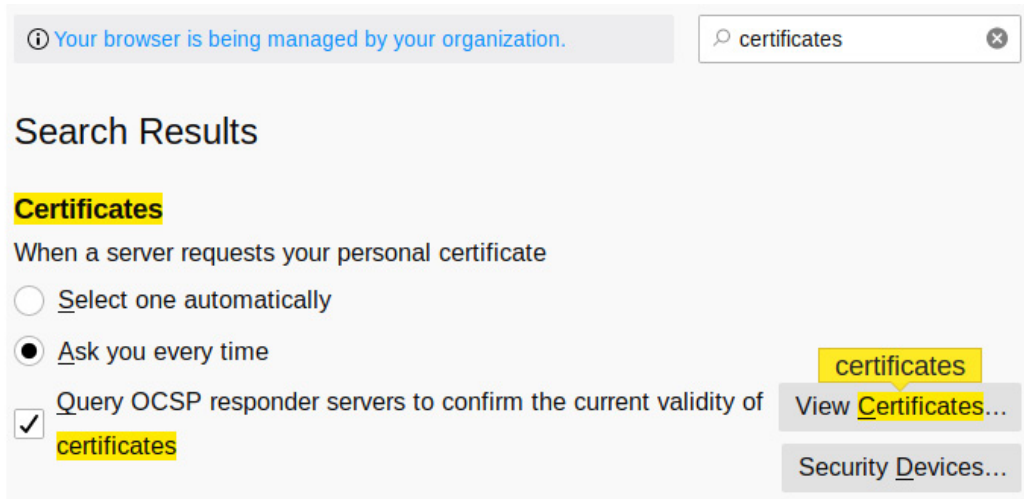 Your browser is being managed by your organization.
certificates
Search Results
Certificates
When a server requests your personal certificate
Select one automatically
Ask you every time
certificates
Query OCSP responder servers to confirm the current validity of
certificates
View Certificates...
Security Devices...